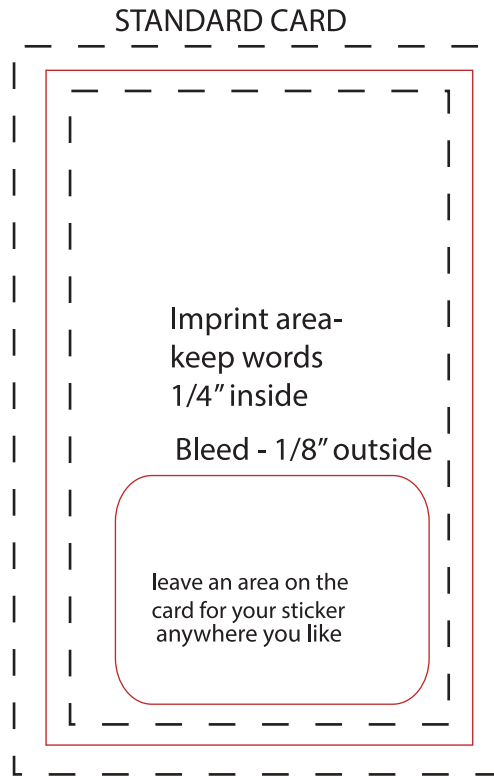 STANDARD CARD
Imprint area-
keep words
1/4" inside
Bleed - 1/8" outside
leave an area on the
card for your sticker
anywhere you like